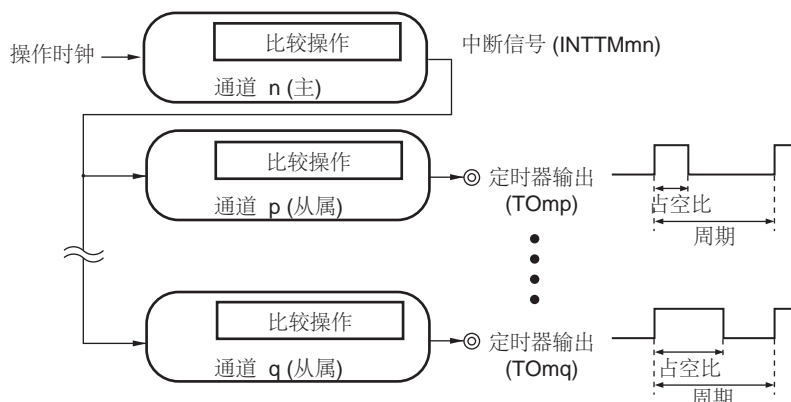 比较操作
操作时钟
中断信号 (INTTMmn)
通道 n (主)
比较操作
定时器输出
(TOmp)
通道 p (从属)
占空比
周期
比较操作
定时器输出
(TOmq)
通道 q (从属)
占空比
周期